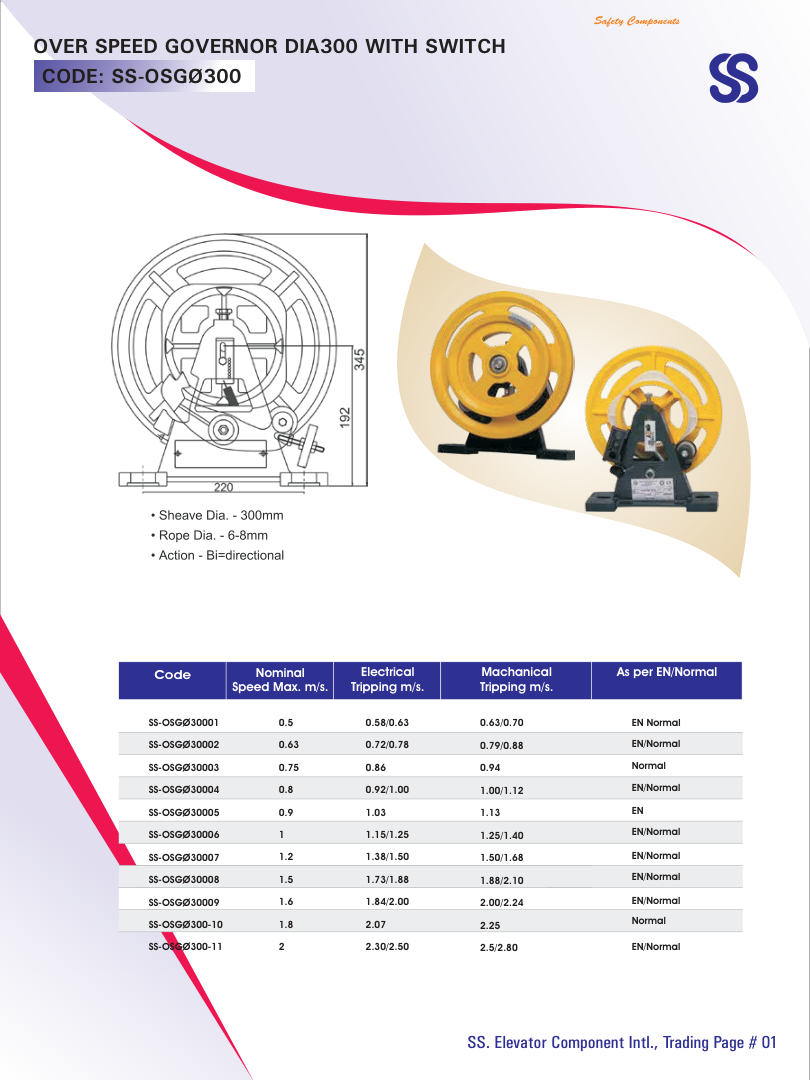 Safety Components
OVER SPEED GOVERNOR DIA300 WITH SWITCH
CODE: SS-OSGØ300
SS
345
192
220
• Sheave Dia. - 300mm
• Rope Dia. - 6-8mm
• Action - Bi=directional
Code Nominal Speed Max. m/s. Electrical Tripping m/s. Machanical Tripping m/s. As per EN/Normal
SS-OSGØ30001 0.5 0.58/0.63 0.63/0.70 EN Normal
SS-OSGØ30002 0.63 0.72/0.78 0.79/0.88 EN/Normal
SS-OSGØ30003 0.75 0.86 0.94 Normal
SS-OSGØ30004 0.8 0.92/1.00 1.00/1.12 EN/Normal
SS-OSGØ30005 0.9 1.03 1.13 EN
SS-OSGØ30006 1 1.15/1.25 1.25/1.40 EN/Normal
SS-OSGØ30007 1.2 1.38/1.50 1.50/1.68 EN/Normal
SS-OSGØ30008 1.5 1.73/1.88 1.88/2.10 EN/Normal
SS-OSGØ30009 1.6 1.84/2.00 2.00/2.24 EN/Normal
SS-OSGØ300-10 1.8 2.07 2.25 Normal
SS-OSGØ300-11 2 2.30/2.50 2.5/2.80 EN/Normal
SS. Elevator Component Intl., Trading Page # 01